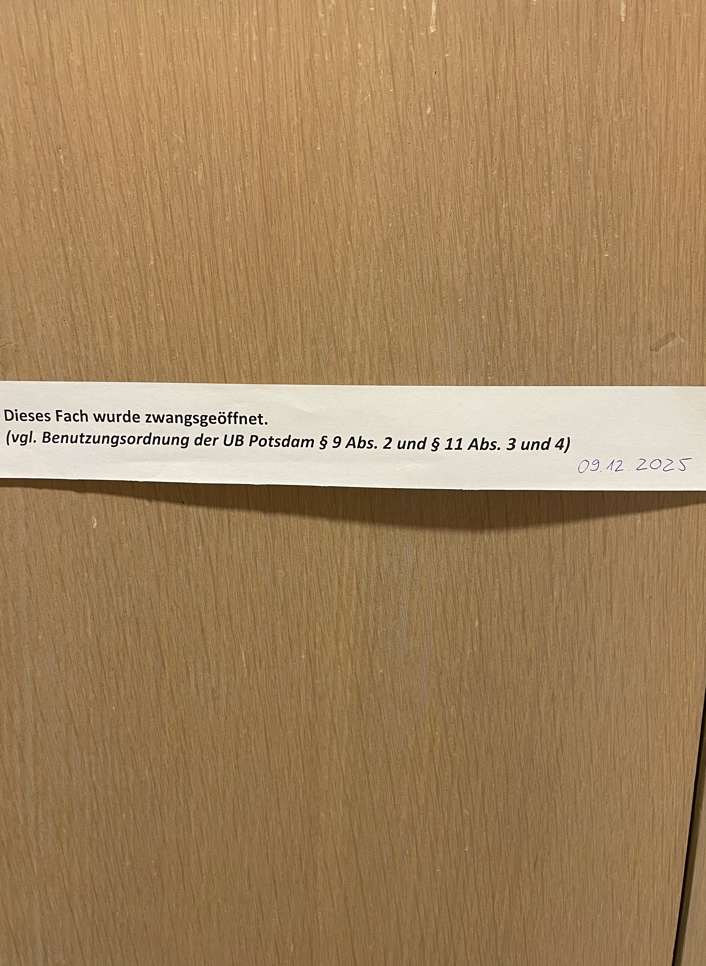 Dieses Fach wurde zwangsgeöffnet.
(vgl. Benutzungsordnung der UB Potsdam § 9 Abs. 2 und § 11 Abs. 3 und 4)
09.12.2025